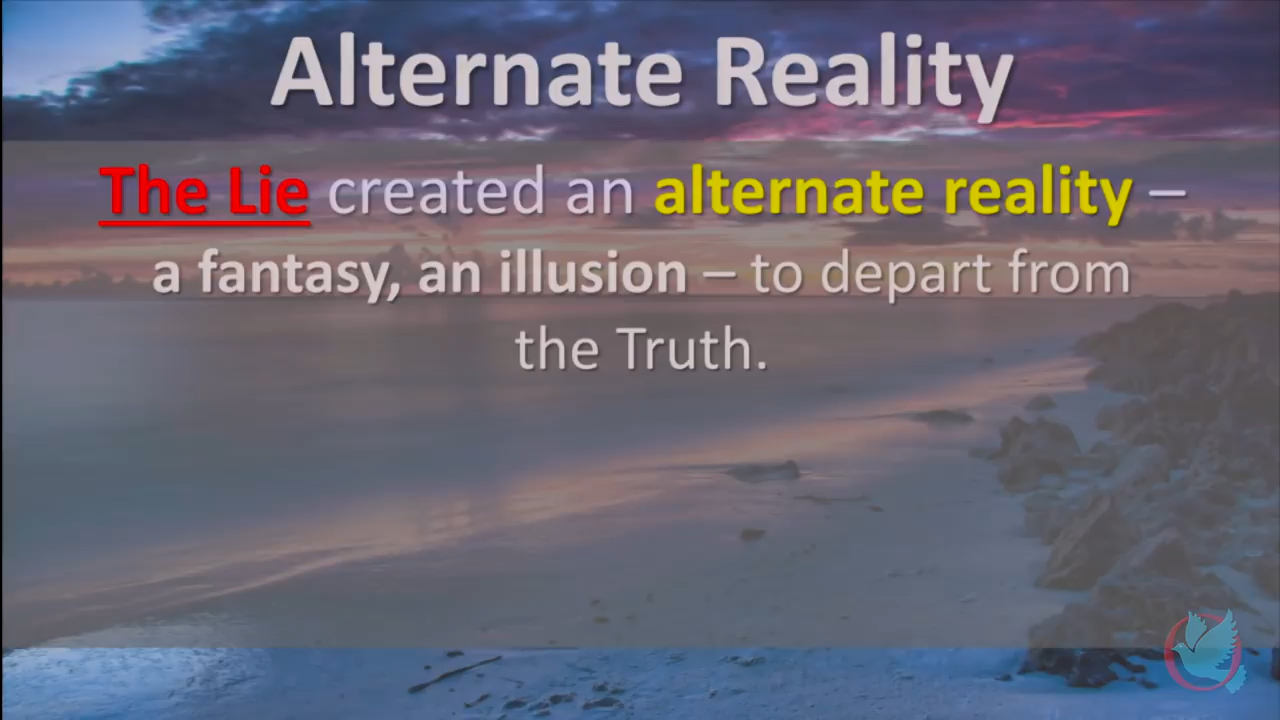 Alternate Reality
The Lie created an alternate reality –
a fantasy, an illusion – to depart from
the Truth.